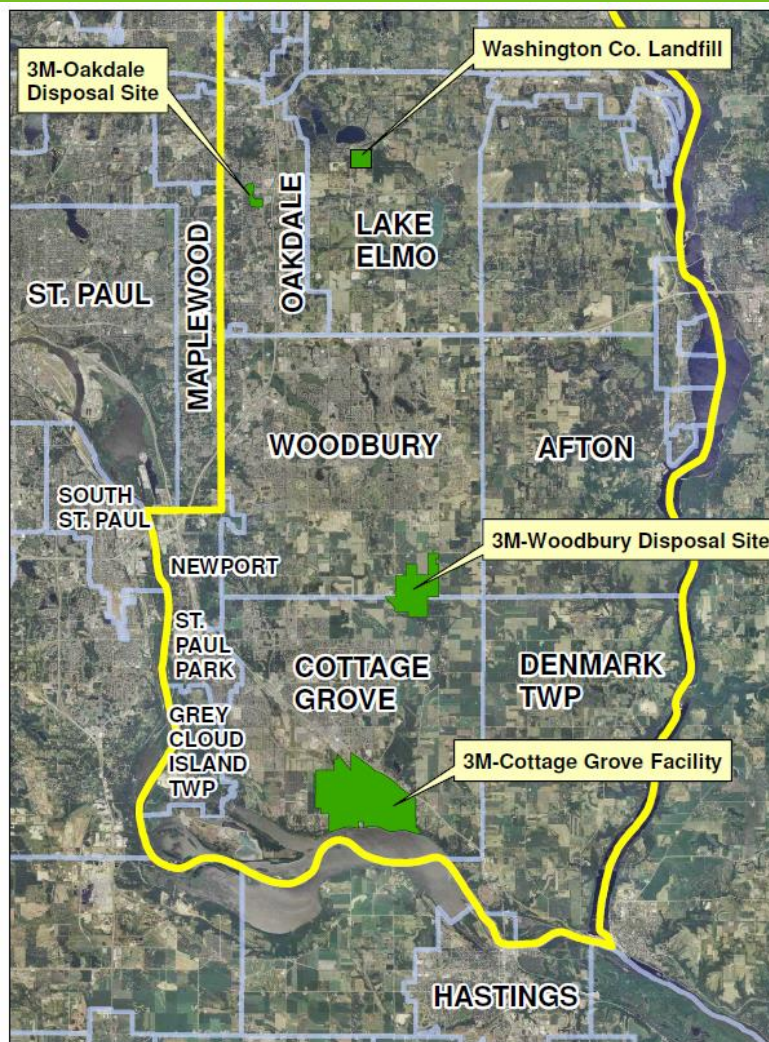 Washington Co. Landfill
3M-Oakdale
Disposal Site
OAKDALE
LAKE
ELMO
ST. PAUL
MAPLEWOOD
WOODBURY
AFTON
SOUTH
ST. PAUL
3M-Woodbury Disposal Site
NEWPORT
ST.
PAUL
PARK
COTTAGE
GROVE
DENMARK
TWP
GREY
CLOUD
ISLAND
TWP
3M-Cottage Grove Facility
HASTINGS